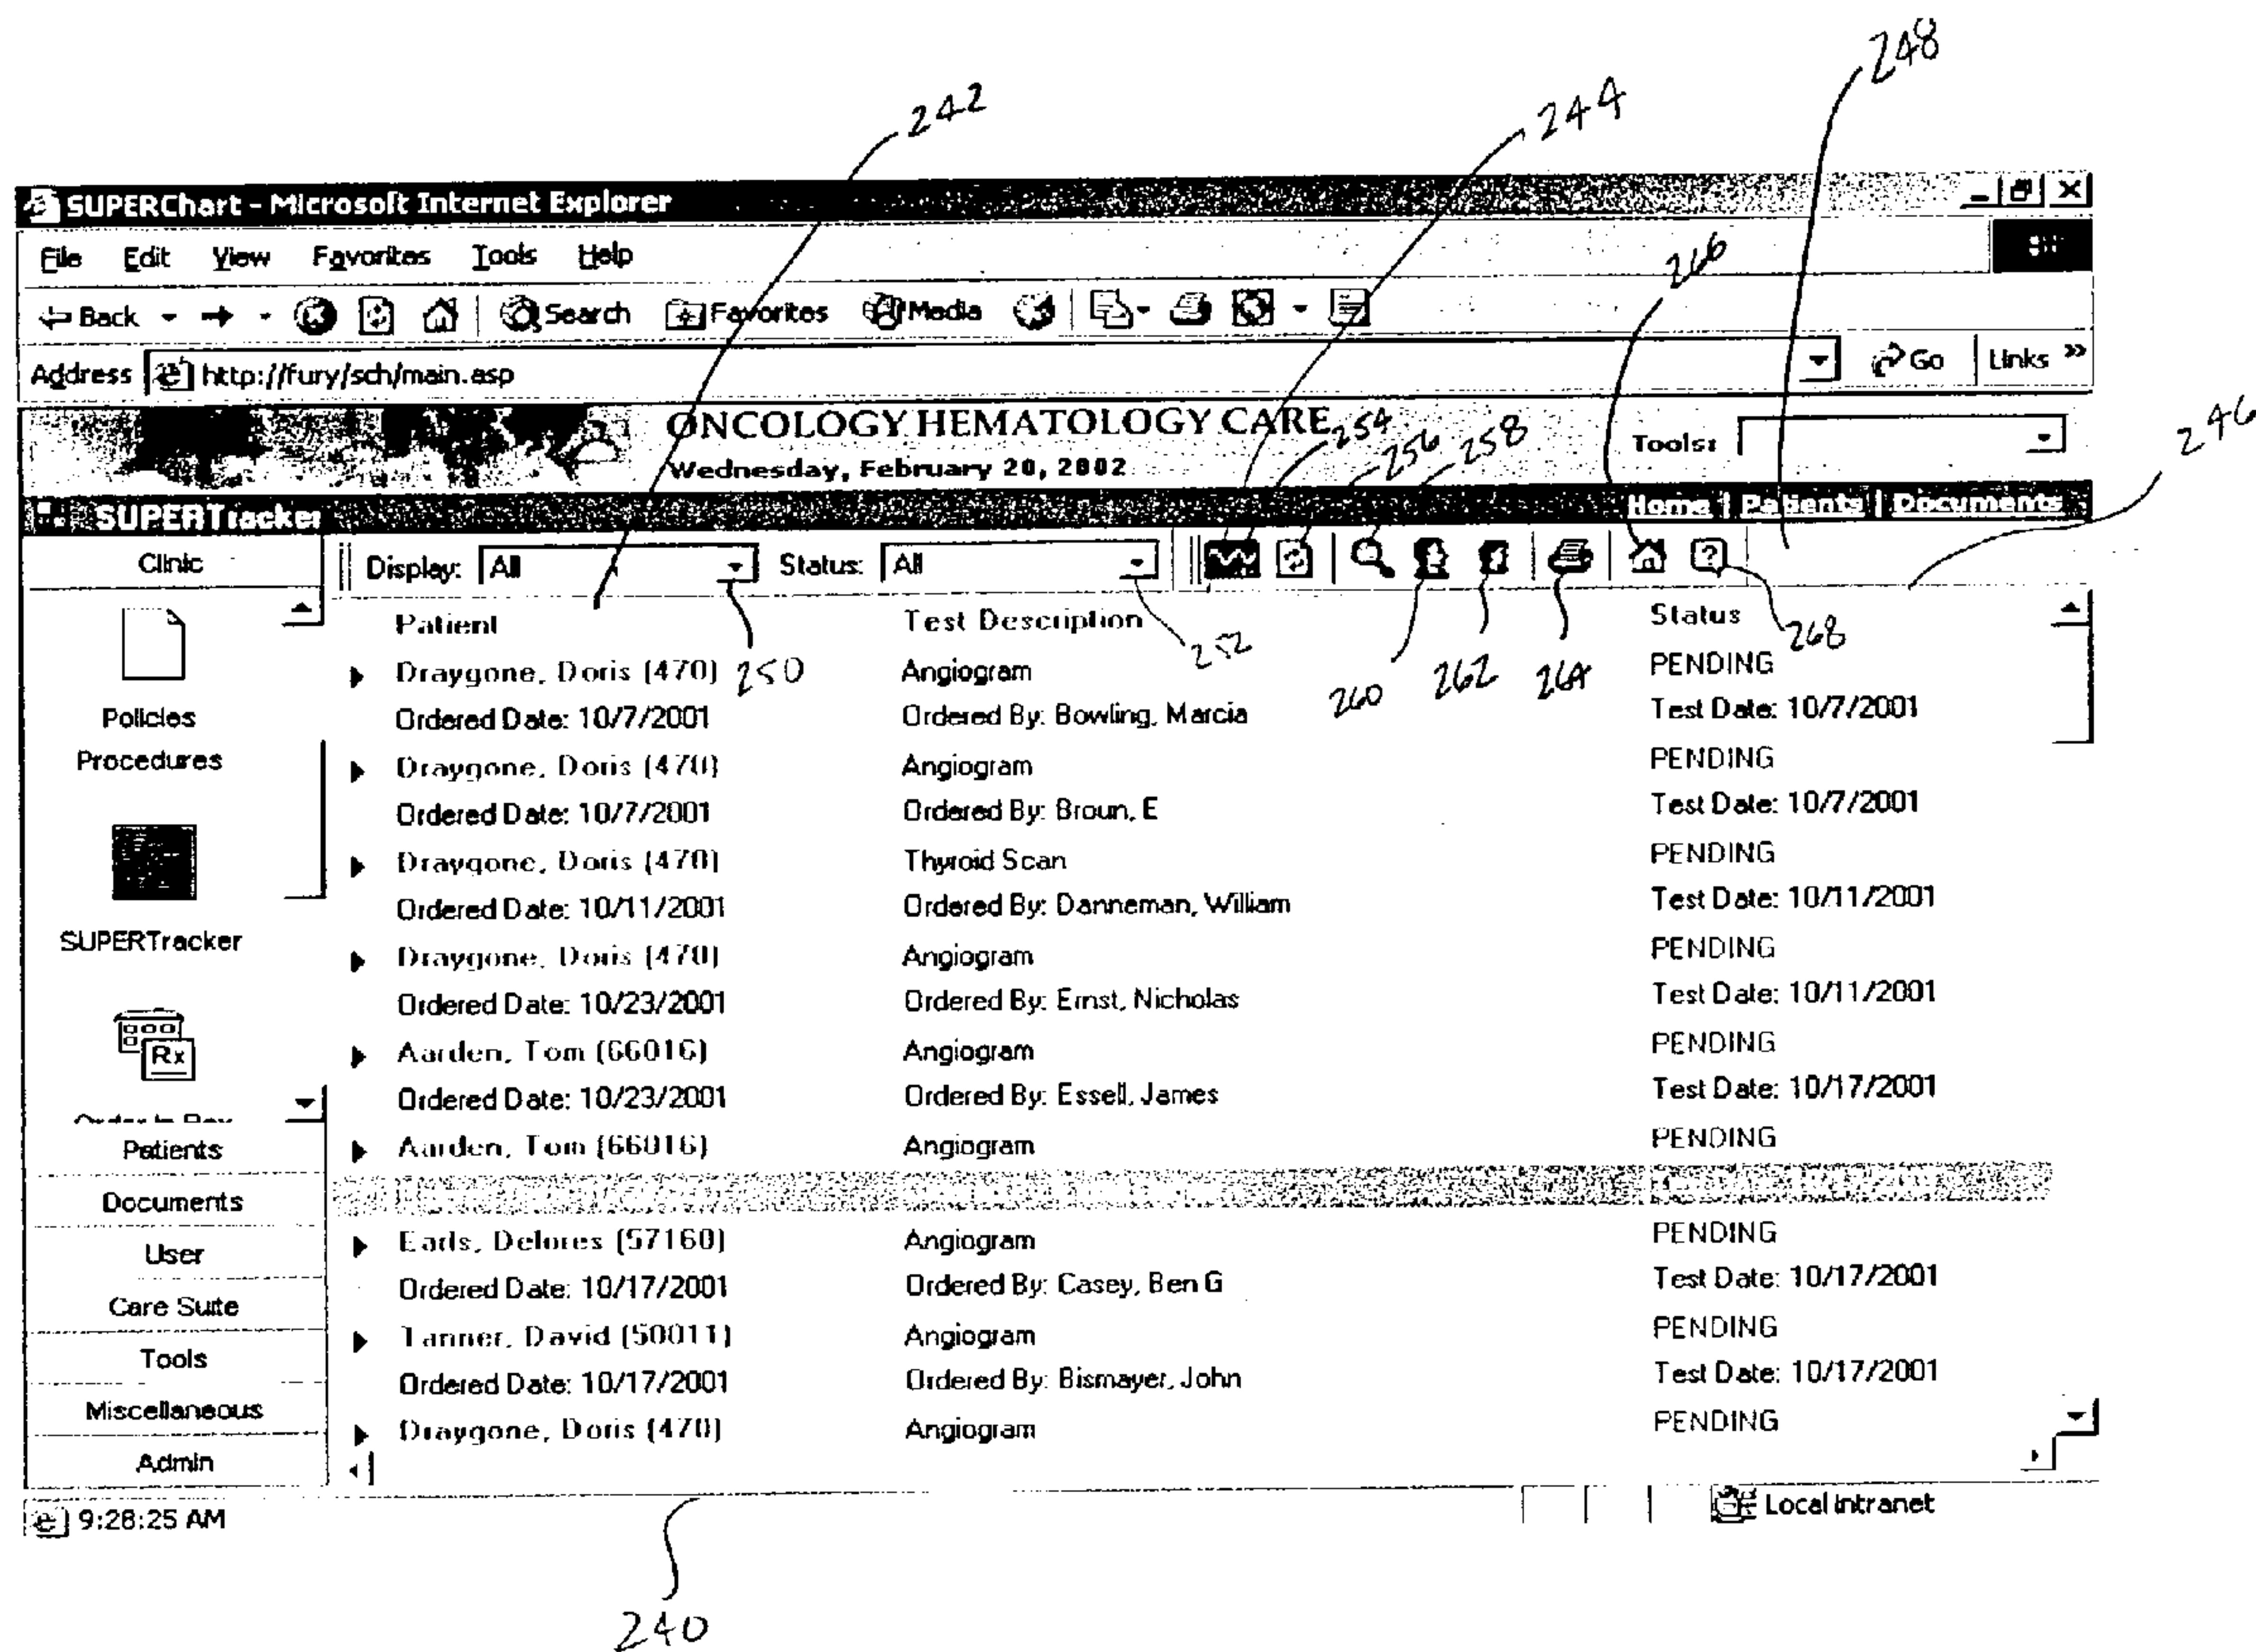 248
242
244
SUPERChart - Microsoft Internet Explorer
File Edit View Favorites Tools Help
266
Back Search Favorites Media
Address http://fury/sch/main.asp Go Links »
ONCOLOGY HEMATOLOGY CARE
254 256 258
Tools:
246
Wednesday, February 20, 2002
SUPERTracker Home | Patients | Documents
Clinic Display: All Status: All
Patient Test Description Status
250 252 260 262 264 268
Draygone, Doris (470) Angiogram PENDING
Policies Ordered Date: 10/7/2001 Ordered By: Bowling, Marcia Test Date: 10/7/2001
Procedures Draygone, Doris (470) Angiogram PENDING
Ordered Date: 10/7/2001 Ordered By: Broun, E Test Date: 10/7/2001
Draygone, Doris (470) Thyroid Scan PENDING
Ordered Date: 10/11/2001 Ordered By: Danneman, William Test Date: 10/11/2001
SUPERTracker Draygone, Doris (470) Angiogram PENDING
Ordered Date: 10/23/2001 Ordered By: Ernst, Nicholas Test Date: 10/11/2001
Rx Aarden, Tom (66016) Angiogram PENDING
Ordered Date: 10/23/2001 Ordered By: Essell, James Test Date: 10/17/2001
Patients Aarden, Tom (66016) Angiogram PENDING
Documents
User Earls, Delores (57160) Angiogram PENDING
Care Suite Ordered Date: 10/17/2001 Ordered By: Casey, Ben G Test Date: 10/17/2001
Tanner, David (50011) Angiogram PENDING
Tools Ordered Date: 10/17/2001 Ordered By: Bismayer, John Test Date: 10/17/2001
Miscellaneous Draygone, Doris (470) Angiogram PENDING
Admin
9:28:25 AM Local intranet
240